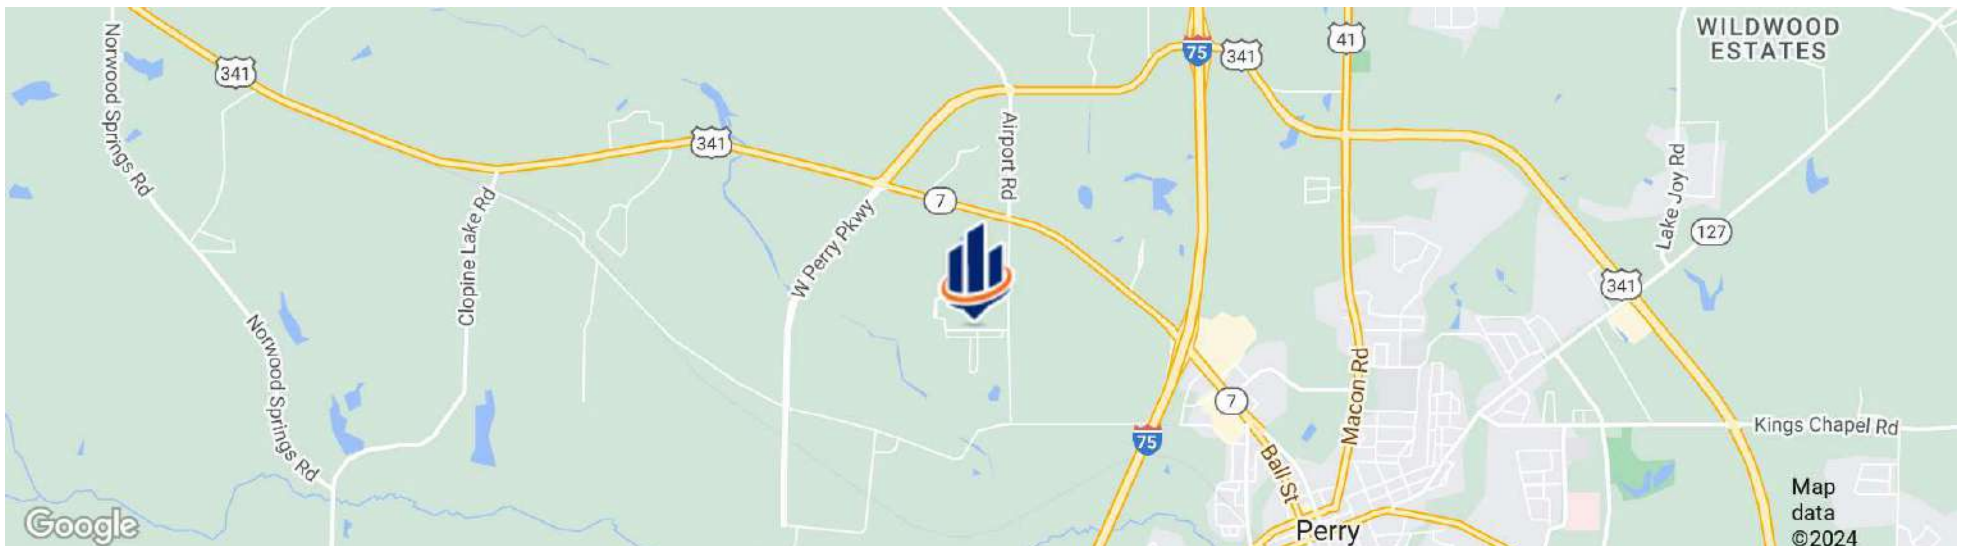 341
Norwood Springs Rd
Clopine Lake Rd
Norwood Springs Rd
341
W Perry Pkwy
7
Airport Rd
75
341
41
WILDWOOD
ESTATES
Lake Joy Rd
127
341
Macon Rd
7
75
Ball St
Kings Chapel Rd
Perry
Google
Map
data
©2024